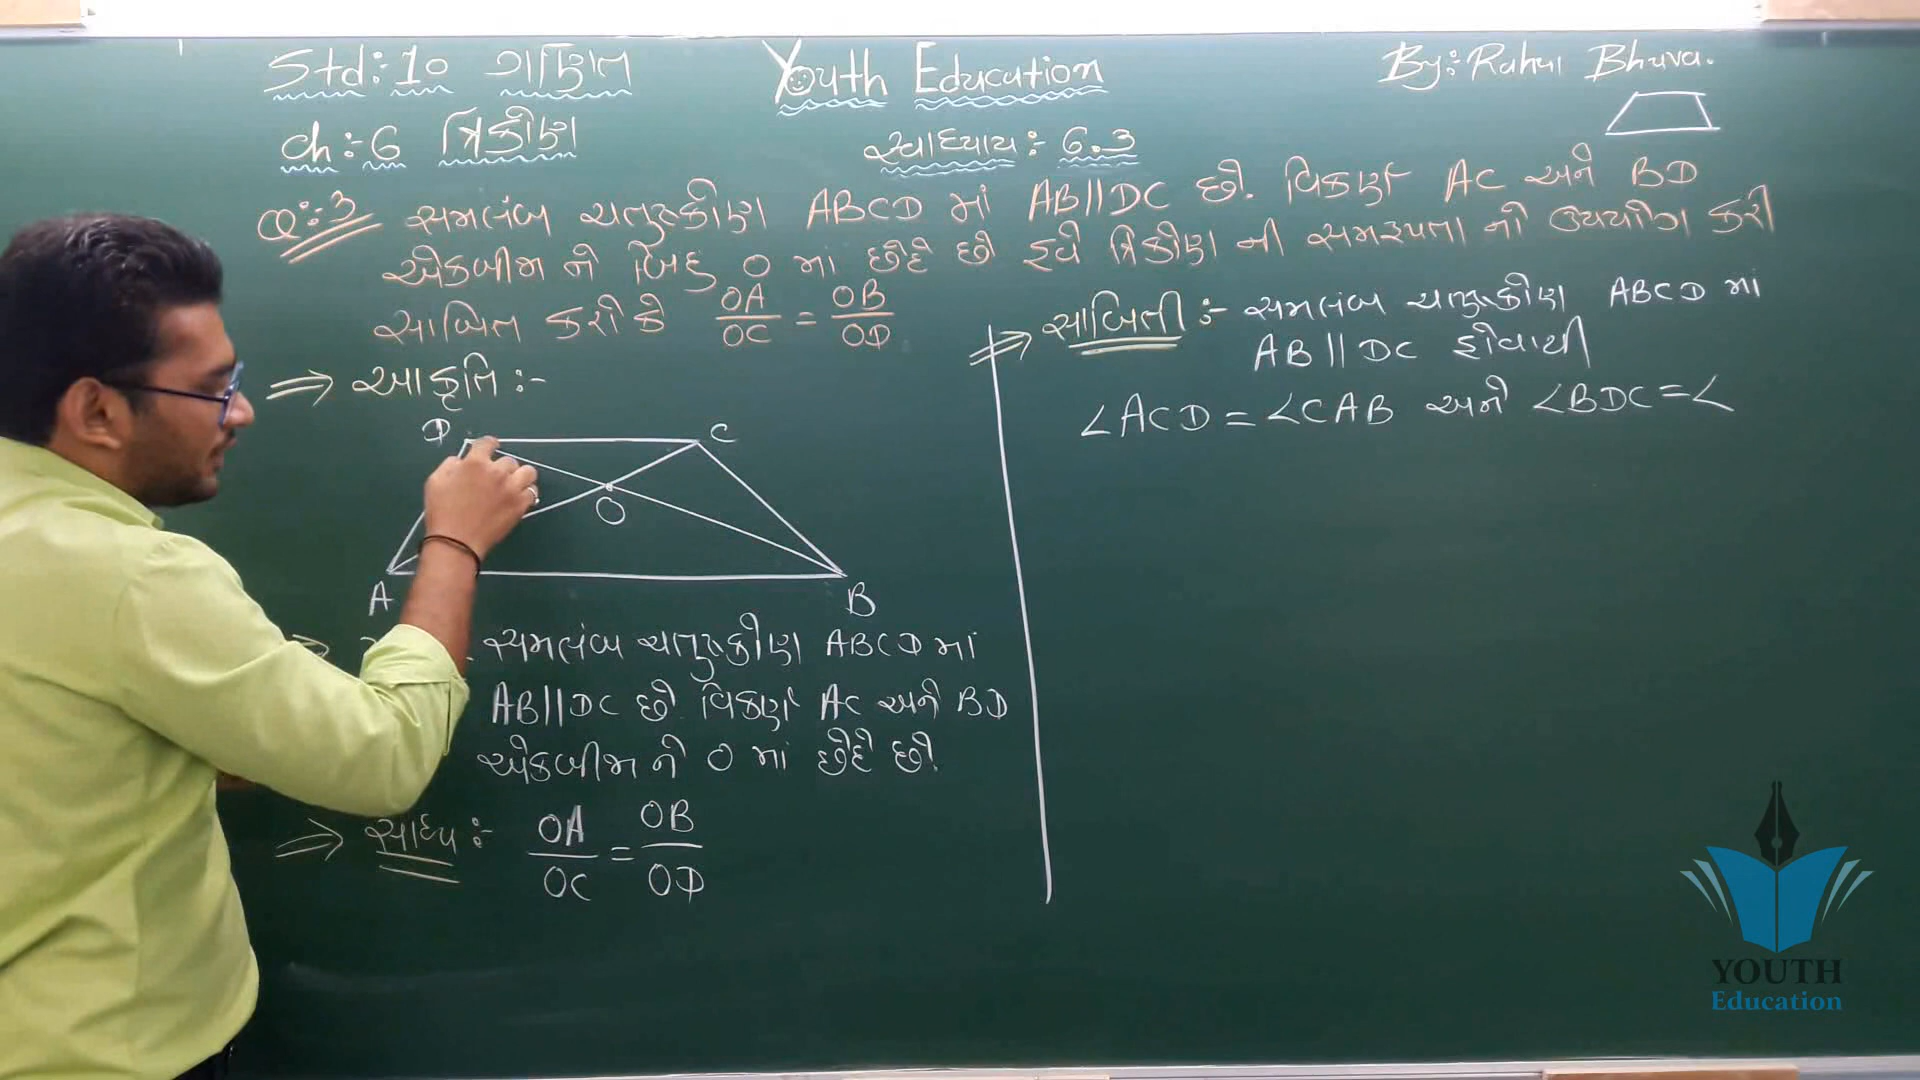 Std:-10 ગણિત
Youth Education
By:- Rahul Bhuva.
ch:-6 ત્રિકોણ
સ્વાધ્યાય:- 6.3
Q:-3 સમલંબ ચતુષ્કોણ ABCD માં AB||DC છે. વિકર્ણ AC અને BD
એકબીજા ને બિંદુ O માં છેદે છે હવે ત્રિકોણ ની સમરૂપતા નો ઉપયોગ કરી
સાબિત કરો કે OA/OC = OB/OD
⇒ આકૃતિ:-
D C
O
A B
સમલંબ ચતુષ્કોણ ABCD માં
AB||DC છે. વિકર્ણ AC અને BD
એકબીજા ને O માં છેદે છે.
⇒ સાધ્ય:- OA/OC = OB/OD
⇒ સાબિતી:- સમલંબ ચતુષ્કોણ ABCD માં
AB || DC હોવાથી
∠ACD = ∠CAB અને ∠BDC = ∠
YOUTH
Education